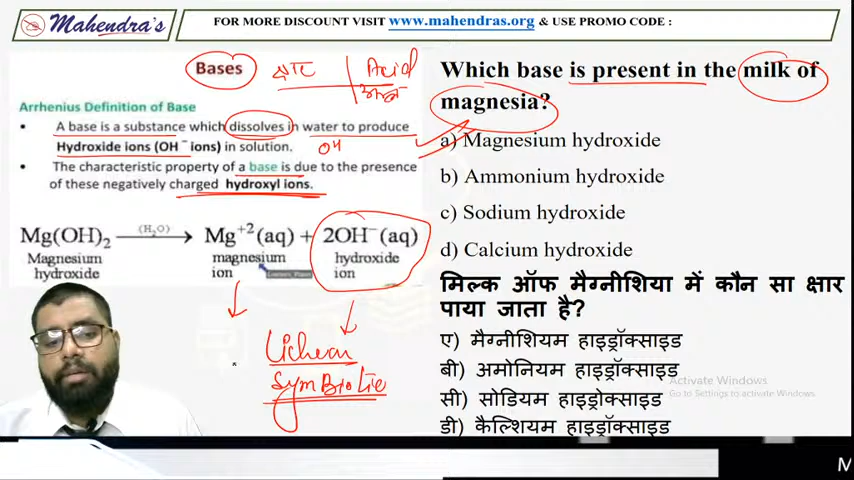 Mahendra's
FOR MORE DISCOUNT VISIT www.mahendras.org & USE PROMO CODE :
Bases
क्षार
Acid
अम्ल
Arrhenius Definition of Base
• A base is a substance which dissolves in water to produce
Hydroxide ions (OH⁻ ions) in solution.
OH
• The characteristic property of a base is due to the presence
of these negatively charged hydroxyl ions.
Mg(OH)₂ —(H₂O)→ Mg⁺²(aq) + 2OH⁻(aq)
Magnesium magnesium hydroxide
hydroxide ion ion
Lichean
SymBiotie
Which base is present in the milk of
magnesia?
a) Magnesium hydroxide
b) Ammonium hydroxide
c) Sodium hydroxide
d) Calcium hydroxide
मिल्क ऑफ मैग्नीशिया में कौन सा क्षार
पाया जाता है?
ए) मैग्नीशियम हाइड्रॉक्साइड
बी) अमोनियम हाइड्रॉक्साइड
सी) सोडियम हाइड्रोक्साइड
डी) कैल्शियम हाइड्रॉक्साइड
Activate Windows
Go to Settings to activate Windows.
M